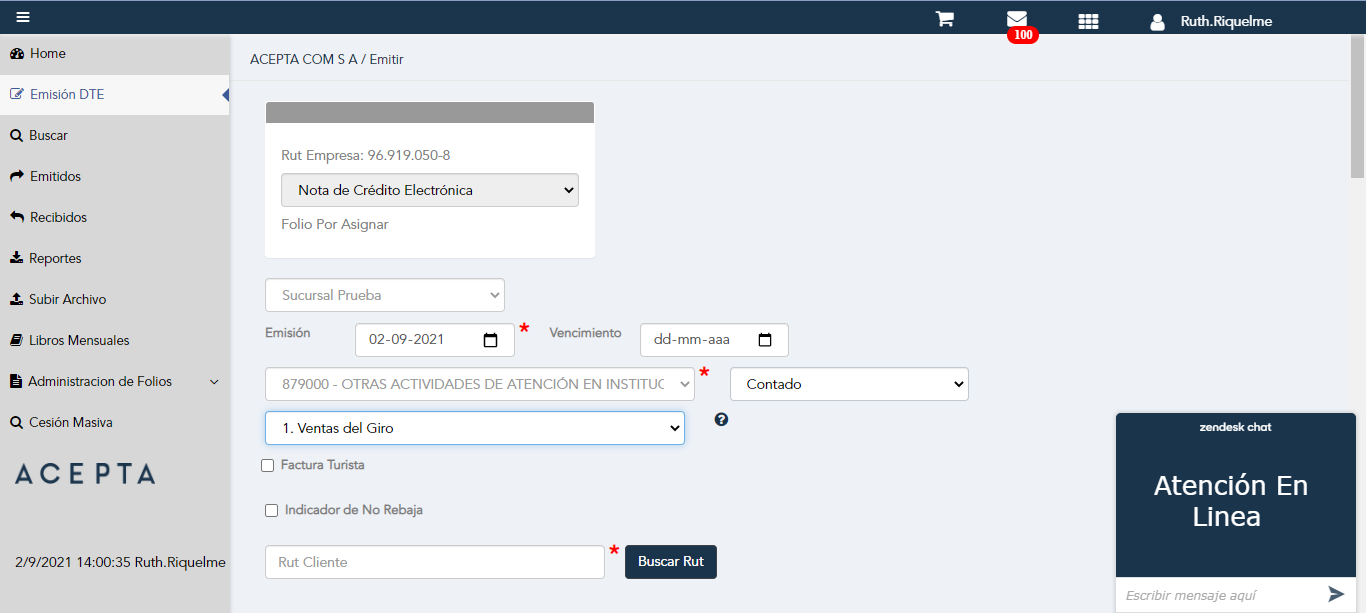 Ruth.Riquelme
100
Home
Emisión DTE
Buscar
Emitidos
Recibidos
Reportes
Subir Archivo
Libros Mensuales
Administracion de Folios
Cesión Masiva
ACEPTA
2/9/2021 14:00:35 Ruth.Riquelme
ACEPTA COM S A / Emitir
Rut Empresa: 96.919.050-8
Nota de Crédito Electrónica
Folio Por Asignar
Sucursal Prueba
Emisión 02-09-2021 * Vencimiento dd-mm-aaa
879000 - OTRAS ACTIVIDADES DE ATENCIÓN EN INSTITUC * Contado
1. Ventas del Giro
Factura Turista
Indicador de No Rebaja
Rut Cliente * Buscar Rut
zendesk chat
Atención En
Linea
Escribir mensaje aquí